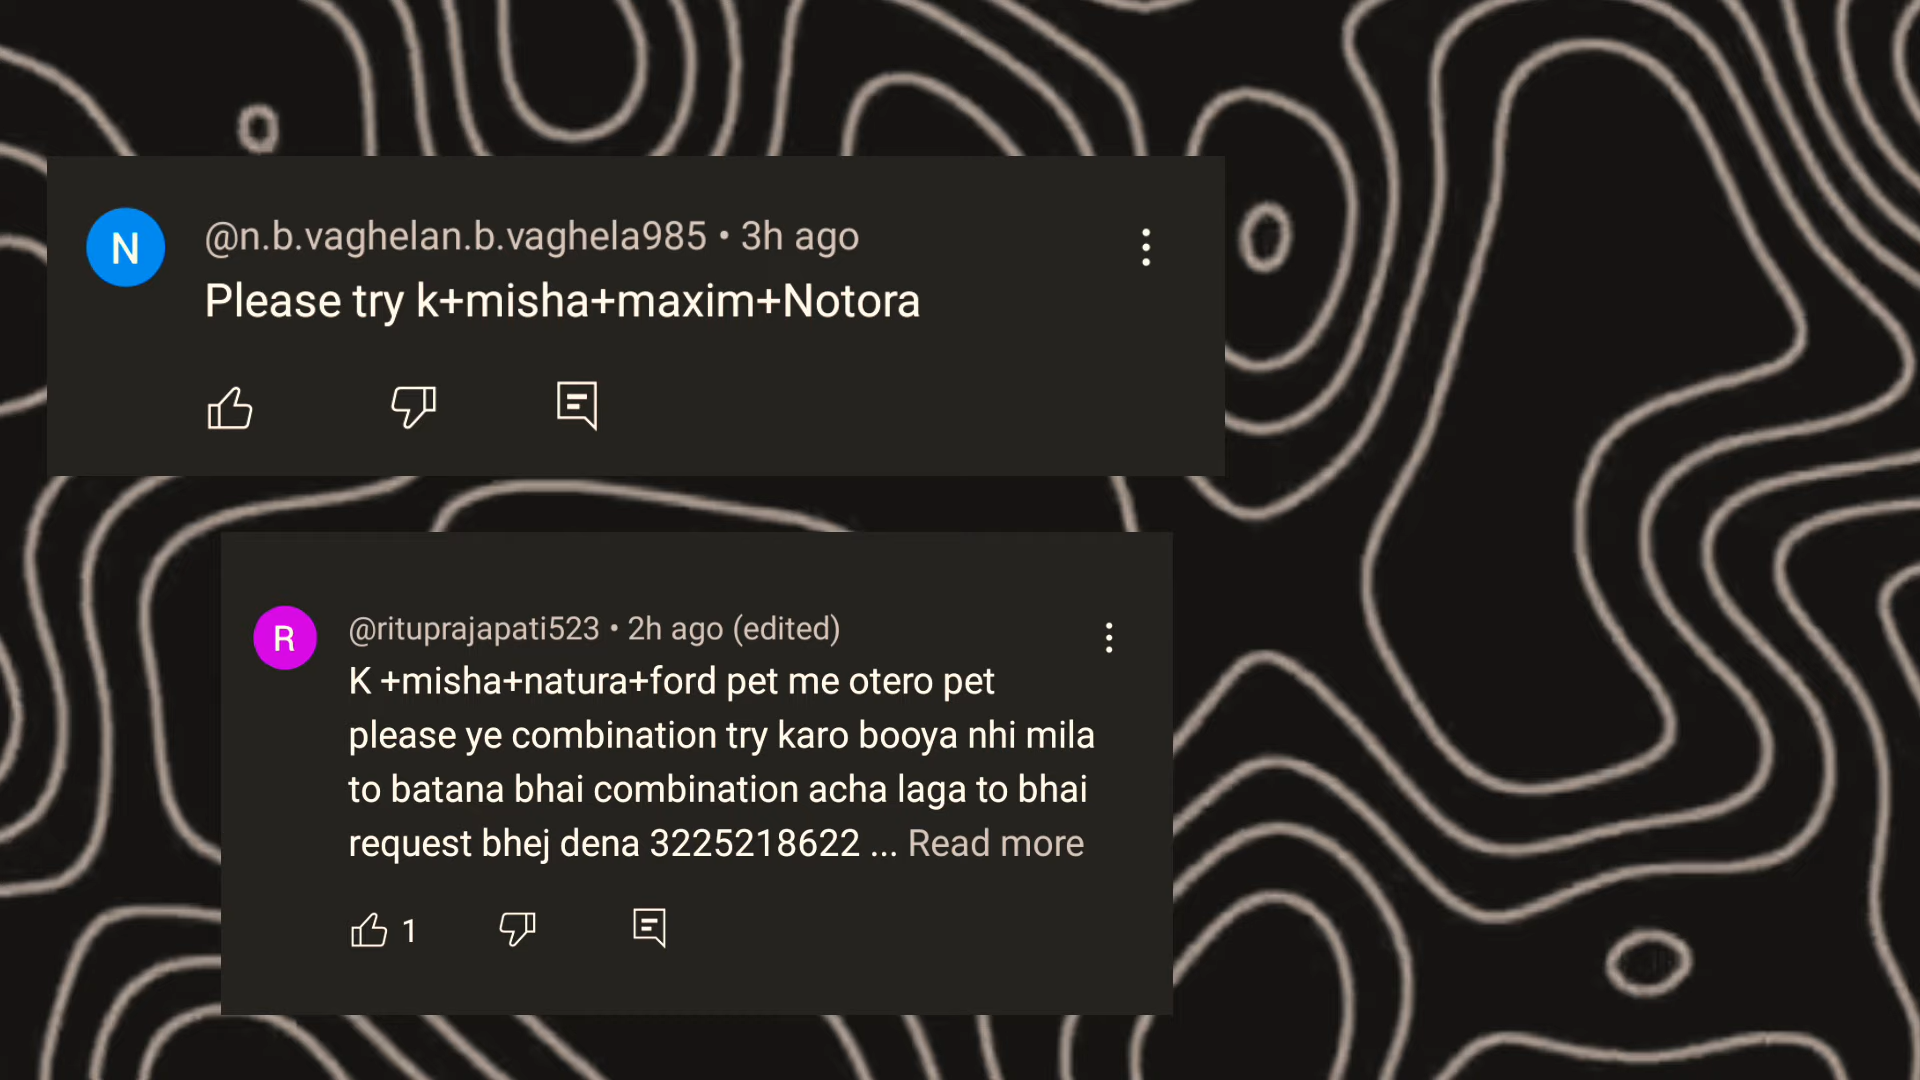 N
@n.b.vaghelan.b.vaghela985 • 3h ago
Please try k+misha+maxim+Notora
R
@rituprajapati523 • 2h ago (edited)
K +misha+natura+ford pet me otero pet
please ye combination try karo booya nhi mila
to batana bhai combination acha laga to bhai
request bhej dena 3225218622 ... Read more
1